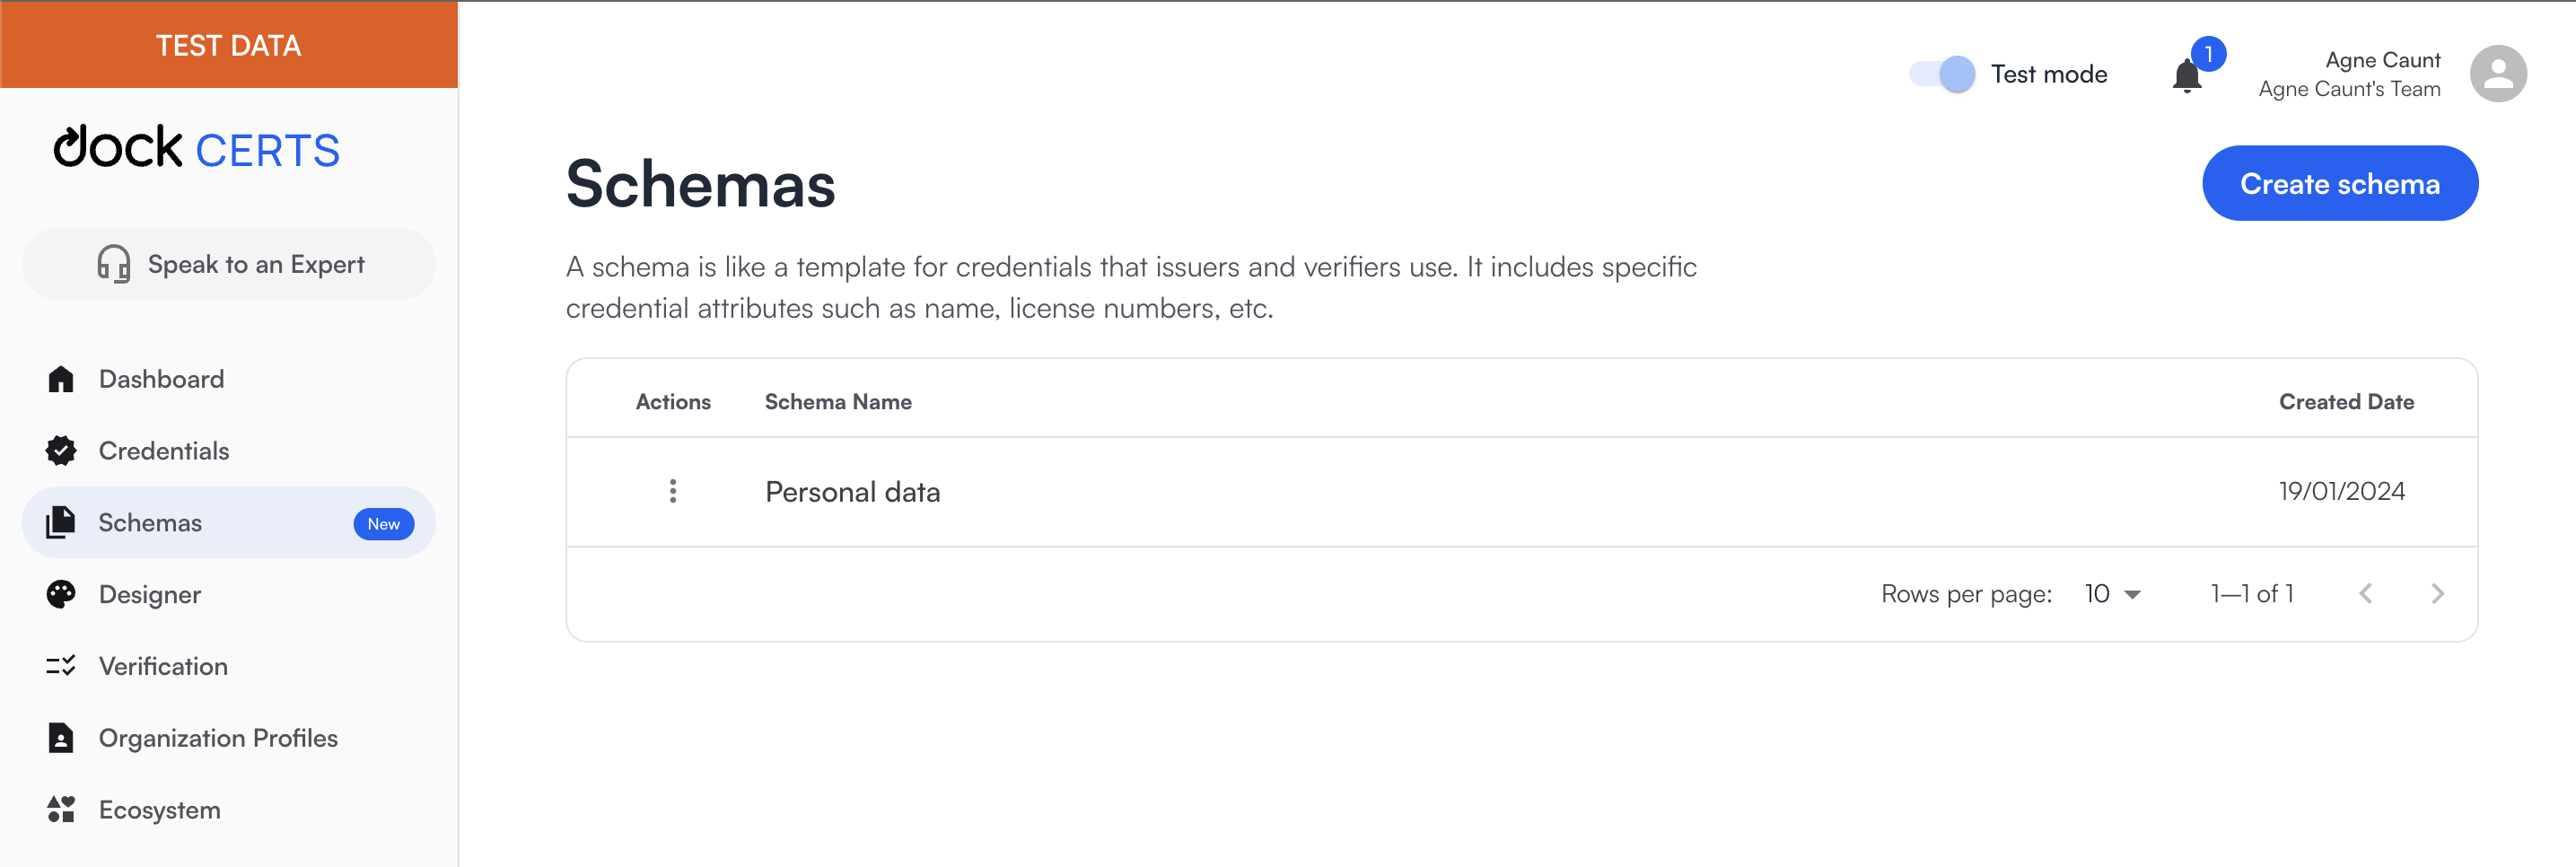 TEST DATA
dock CERTS
Speak to an Expert
Dashboard
Credentials
Schemas New
Designer
Verification
Organization Profiles
Ecosystem
Test mode
1
Agne Caunt
Agne Caunt's Team
Schemas
Create schema
A schema is like a template for credentials that issuers and verifiers use. It includes specific
credential attributes such as name, license numbers, etc.
Actions Schema Name Created Date
Personal data 19/01/2024
Rows per page: 10 1–1 of 1